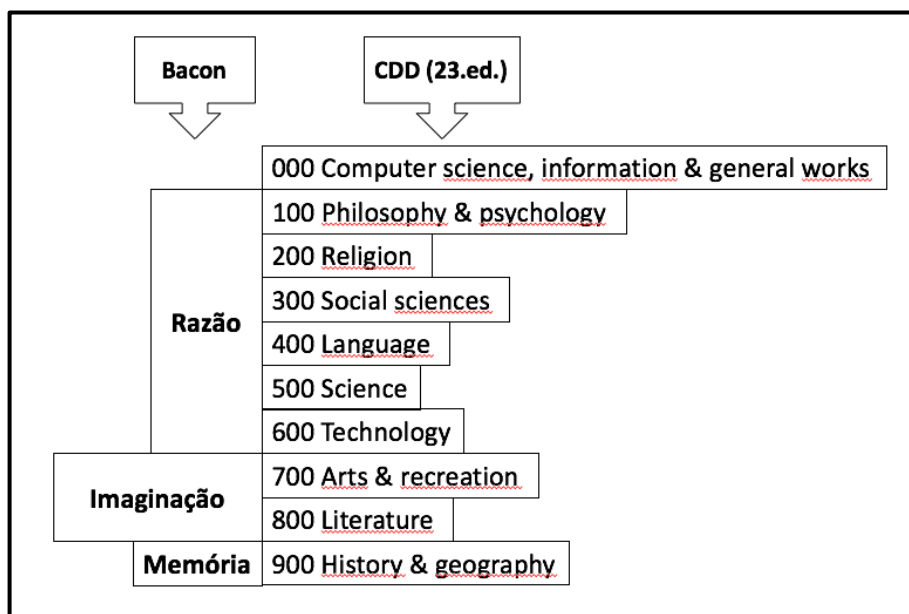 Bacon
CDD (23.ed.)
000 Computer science, information & general works
100 Philosophy & psychology
200 Religion
300 Social sciences
Razão
400 Language
500 Science
600 Technology
700 Arts & recreation
Imaginação
800 Literature
Memória
900 History & geography